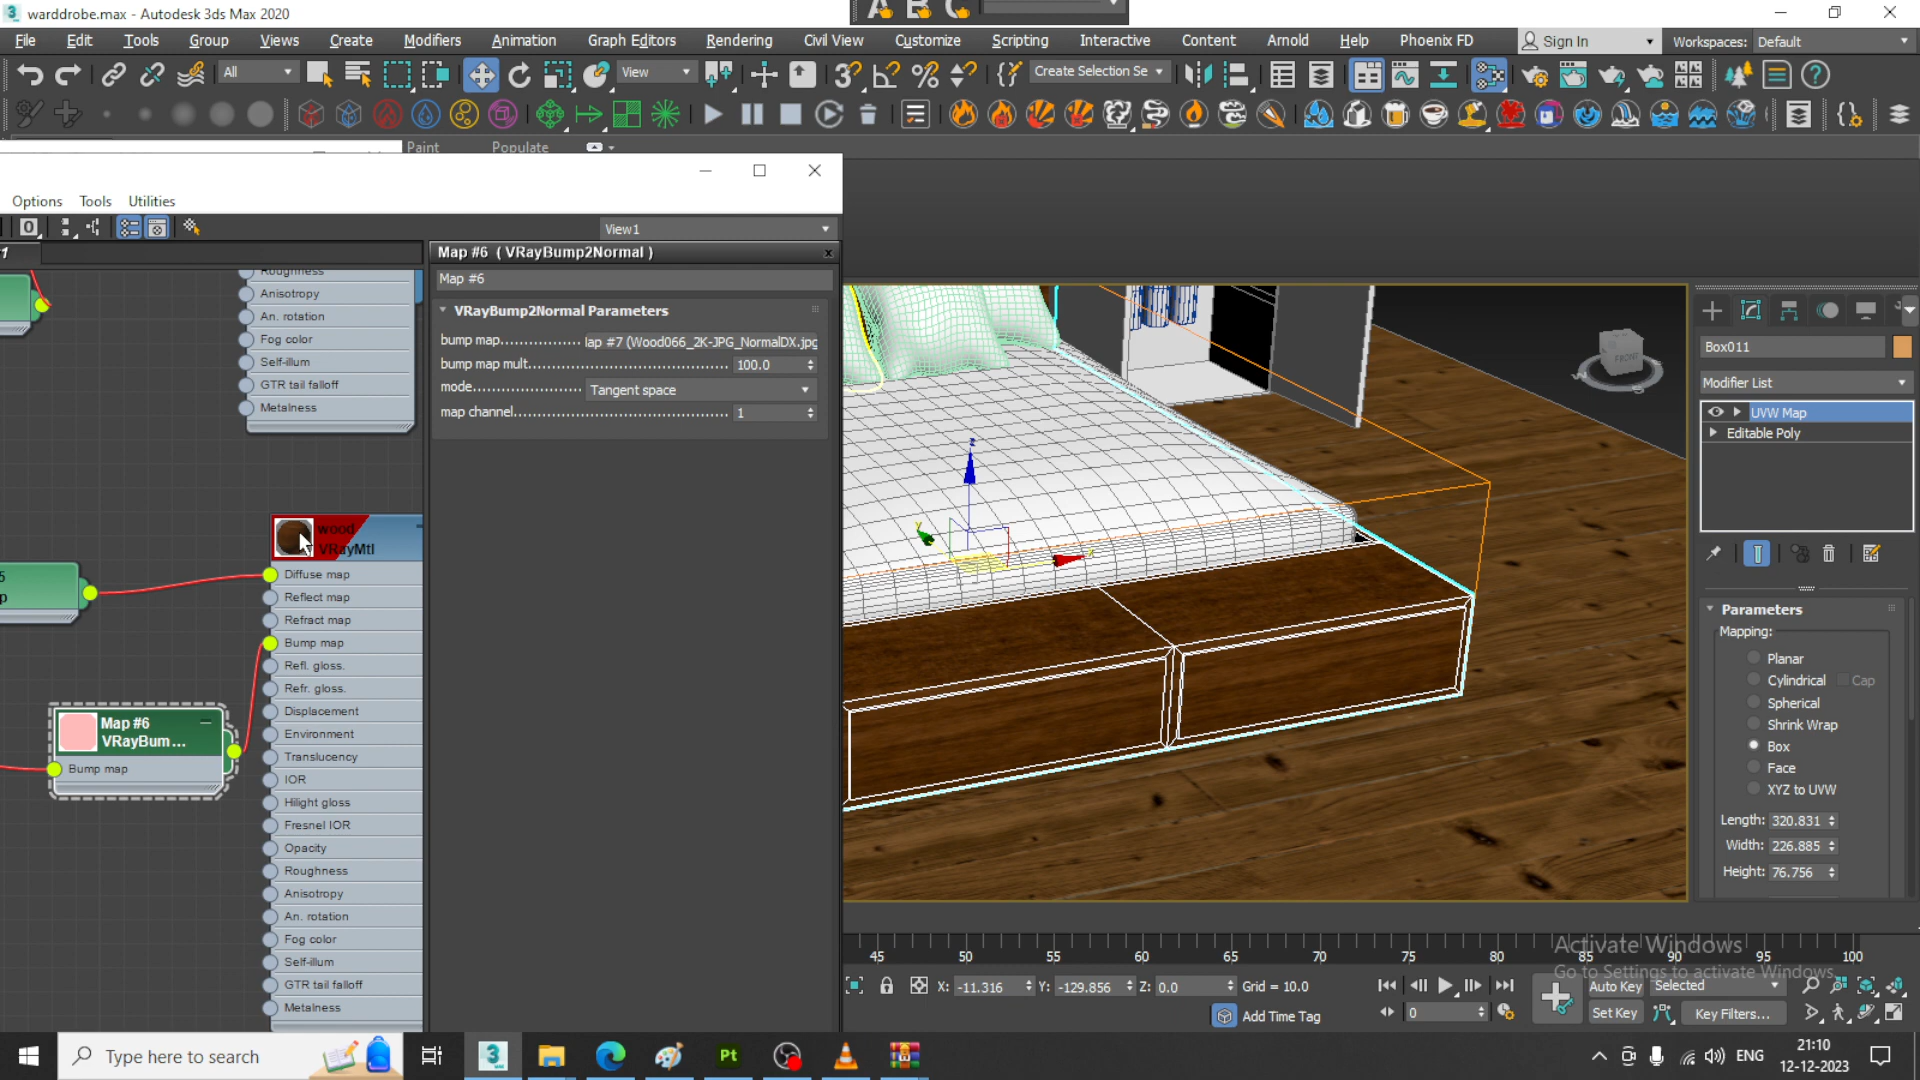 warddrobe.max - Autodesk 3ds Max 2020
File Edit Tools Group Views Create Modifiers Animation Graph Editors Rendering Civil View Customize Scripting Interactive Content Arnold Help Phoenix FD
Sign In
Workspaces: Default
All
View
Create Selection Se
Paint
Populate
Options Tools Utilities
View1
Map #6 ( VRayBump2Normal )
Map #6
VRayBump2Normal Parameters
bump map
lap #7 (Wood066_2K-JPG_NormalDX.jpg
bump map mult.
100.0
mode
Tangent space
map channel
1
Roughness
Anisotropy
An. rotation
Fog color
Self-illum
GTR tail falloff
Metalness
wood
VRayMtl
Diffuse map
Reflect map
Refract map
Bump map
Refl. gloss.
Refr. gloss.
Displacement
Environment
Translucency
IOR
Hilight gloss
Fresnel IOR
Opacity
Roughness
Anisotropy
An. rotation
Fog color
Self-illum
GTR tail falloff
Metalness
Map #6
VRayBum...
Bump map
FRONT
Box011
Modifier List
UVW Map
Editable Poly
Parameters
Mapping:
Planar
Cylindrical Cap
Spherical
Shrink Wrap
Box
Face
XYZ to UVW
Length: 320.831
Width: 226.885
Height: 76.756
45 50 55 60 65 70 75 80 85 90 95 100
X: -11.316 Y: -129.856 Z: 0.0 Grid = 10.0
Add Time Tag
0
Auto Key Selected
Set Key Key Filters...
Activate Windows
Go to Settings to activate Windows.
Type here to search
Pt
ENG
21:10
12-12-2023